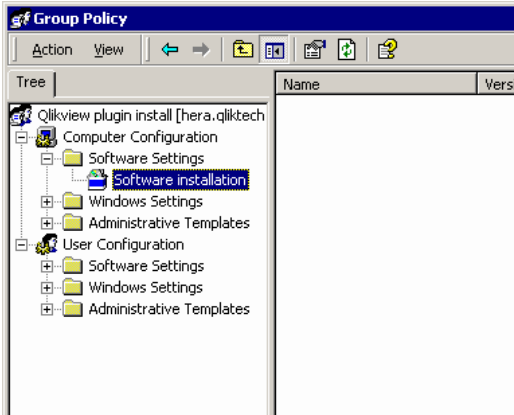 Group Policy
Action View
Tree
Name Vers
Qlikview plugin install [hera.qliktech
Computer Configuration
Software Settings
Software installation
Windows Settings
Administrative Templates
User Configuration
Software Settings
Windows Settings
Administrative Templates